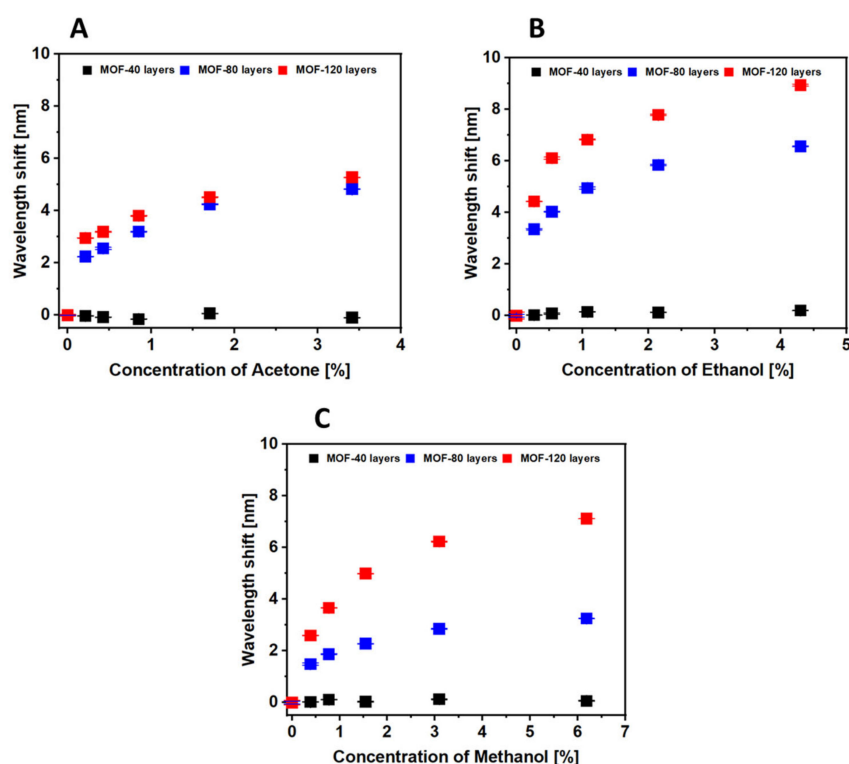 A
MOF-40 layers MOF-80 layers MOF-120 layers
Wavelength shift [nm]
10
8
6
4
2
0
0 1 2 3 4
Concentration of Acetone [%]
B
MOF-40 layers MOF-80 layers MOF-120 layers
Wavelength shift [nm]
10
8
6
4
2
0
0 1 2 3 4 5
Concentration of Ethanol [%]
C
MOF-40 layers MOF-80 layers MOF-120 layers
Wavelength shift [nm]
10
8
6
4
2
0
0 1 2 3 4 5 6 7
Concentration of Methanol [%]